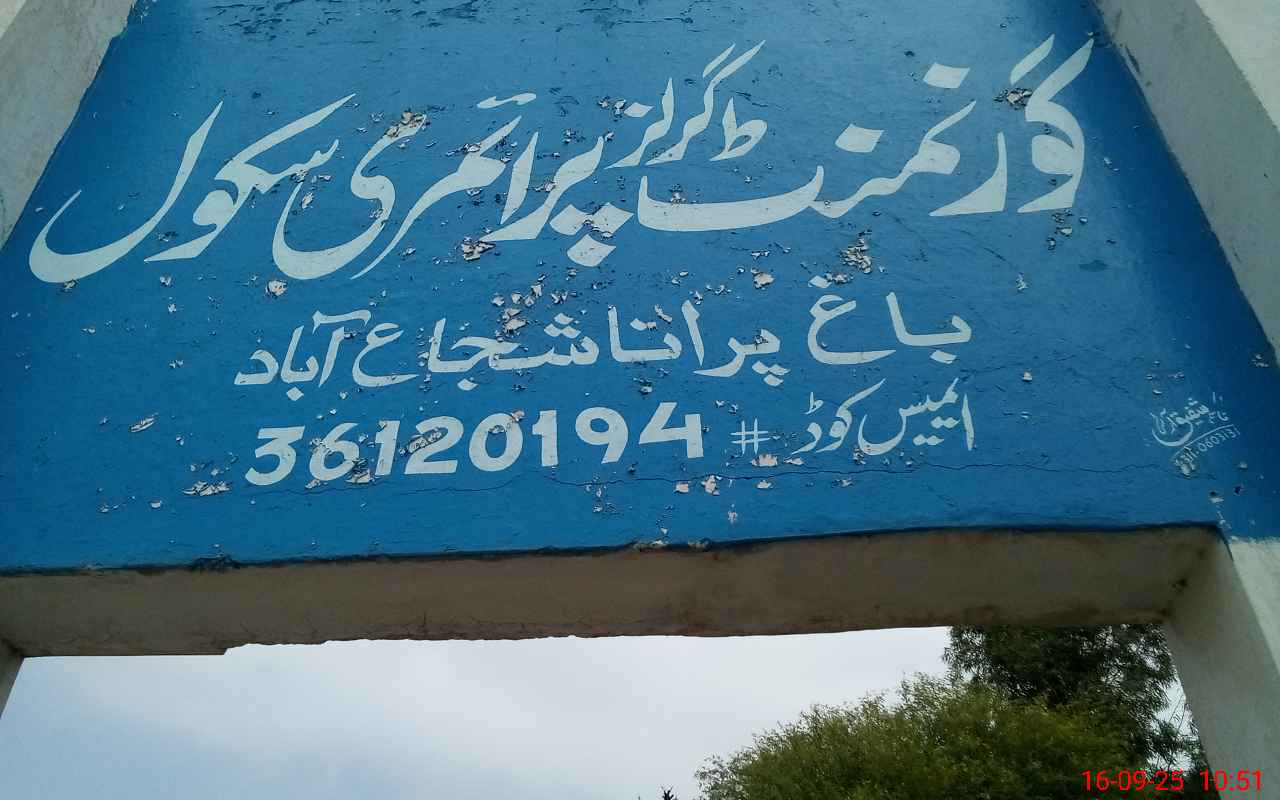 گورنمنٹ گرلز پرائمری سکول
باغ پرانا شجاع آباد
ایمیس کوڈ # 36120194
16-09-25 10:51